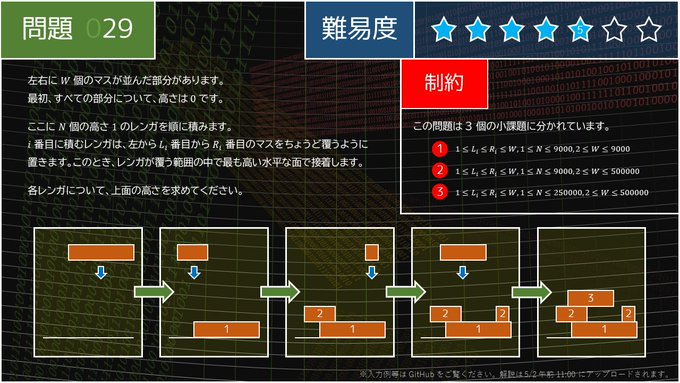 問題 029
難易度
5
左右に W 個のマスが並んだ部分があります。
最初、すべての部分について、高さは 0 です。
ここに N 個の高さ 1 のレンガを順に積みます。
i 番目に積むレンガは、左から Lᵢ 番目から Rᵢ 番目のマスをちょうど覆うように
置きます。このとき、レンガが覆う範囲の中で最も高い水平な面で接着します。
各レンガについて、上面の高さを求めてください。
制約
この問題は 3 個の小課題に分かれています。
1 1 ≤ Lᵢ ≤ Rᵢ ≤ W, 1 ≤ N ≤ 9000, 2 ≤ W ≤ 9000
2 1 ≤ Lᵢ ≤ Rᵢ ≤ W, 1 ≤ N ≤ 9000, 2 ≤ W ≤ 500000
3 1 ≤ Lᵢ ≤ Rᵢ ≤ W, 1 ≤ N ≤ 250000, 2 ≤ W ≤ 500000
1
2 1
2 2 1
3 2 2 1
※入力例等は GitHub をご覧ください。解説は 5/2 午前 11:00 にアップロードされます。